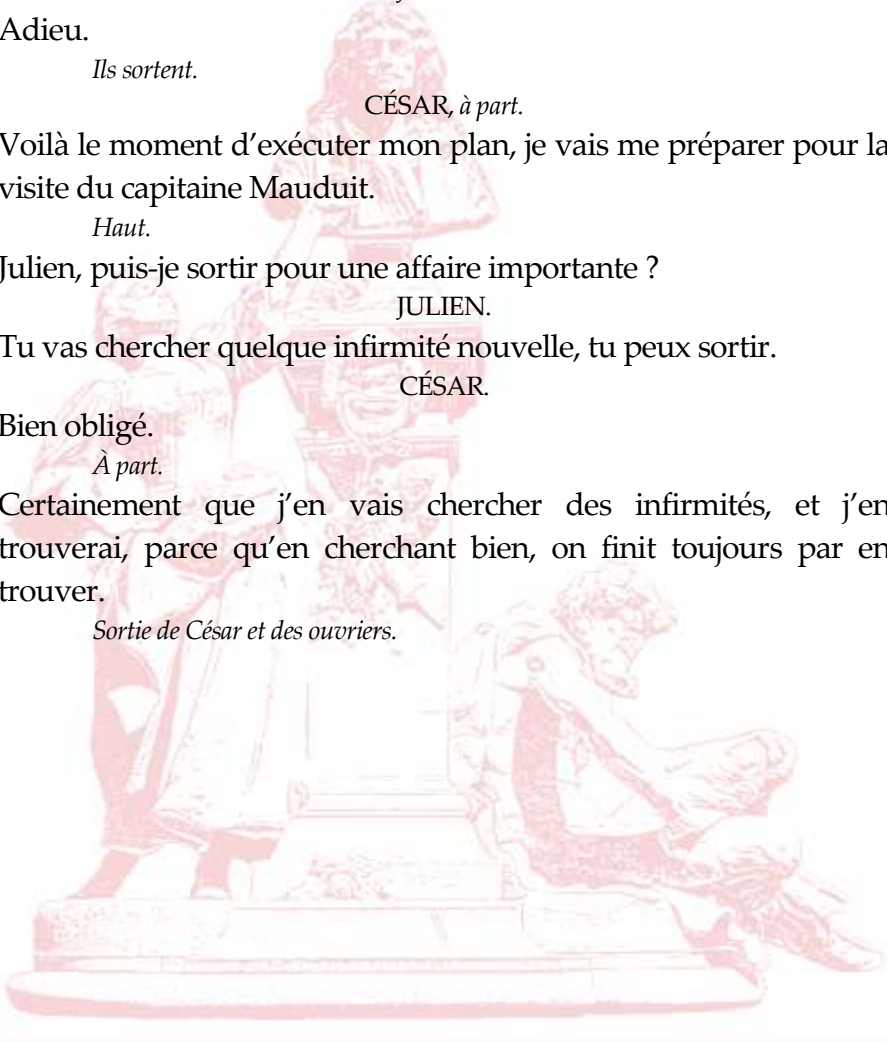 Adieu.
Ils sortent.
CÉSAR, à part.
Voilà le moment d’exécuter mon plan, je vais me préparer pour la
visite du capitaine Mauduit.
Haut.
Julien, puis-je sortir pour une affaire importante ?
JULIEN.
Tu vas chercher quelque infirmité nouvelle, tu peux sortir.
CÉSAR.
Bien obligé.
À part.
Certainement que j’en vais chercher des infirmités, et j’en
trouverai, parce qu’en cherchant bien, on finit toujours par en
trouver.
Sortie de César et des ouvriers.